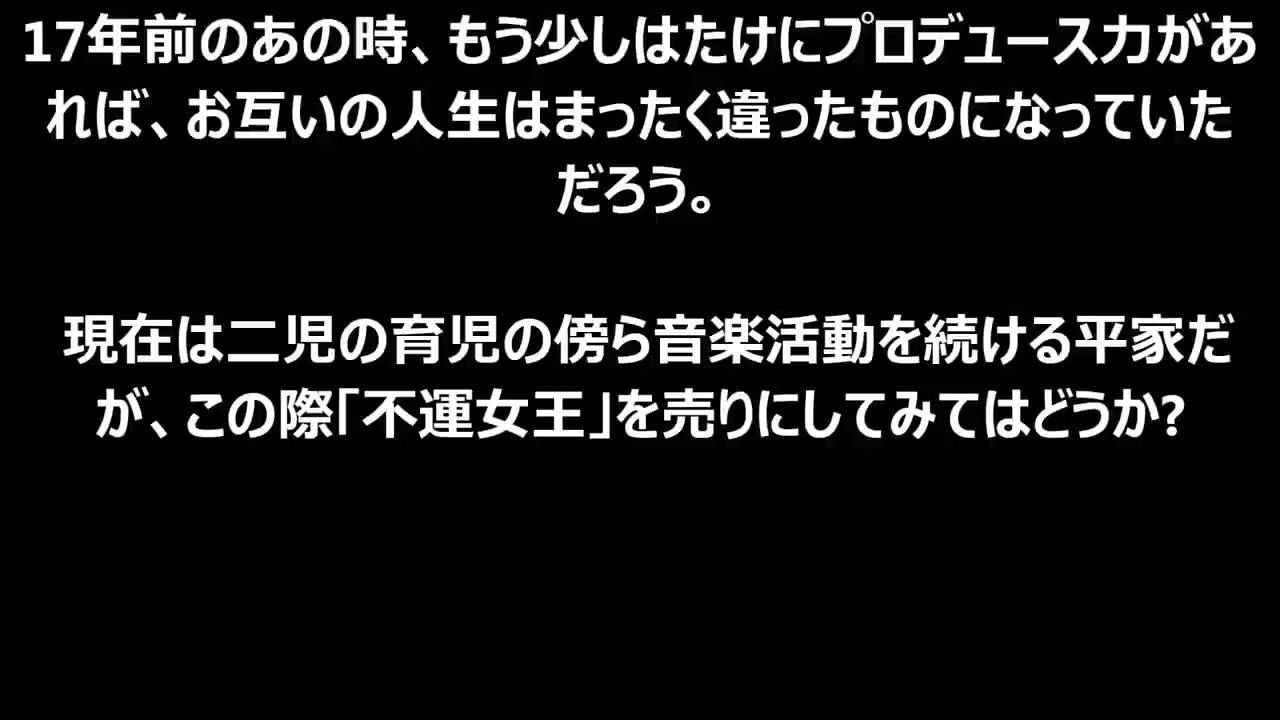 17年前のあの時、もう少しはたけにプロデュース力があ
れば、お互いの人生はまったく違ったものになっていた
だろう。
現在は二児の育児の傍ら音楽活動を続ける平家だ
が、この際「不運女王」を売りにしてみてはどうか?